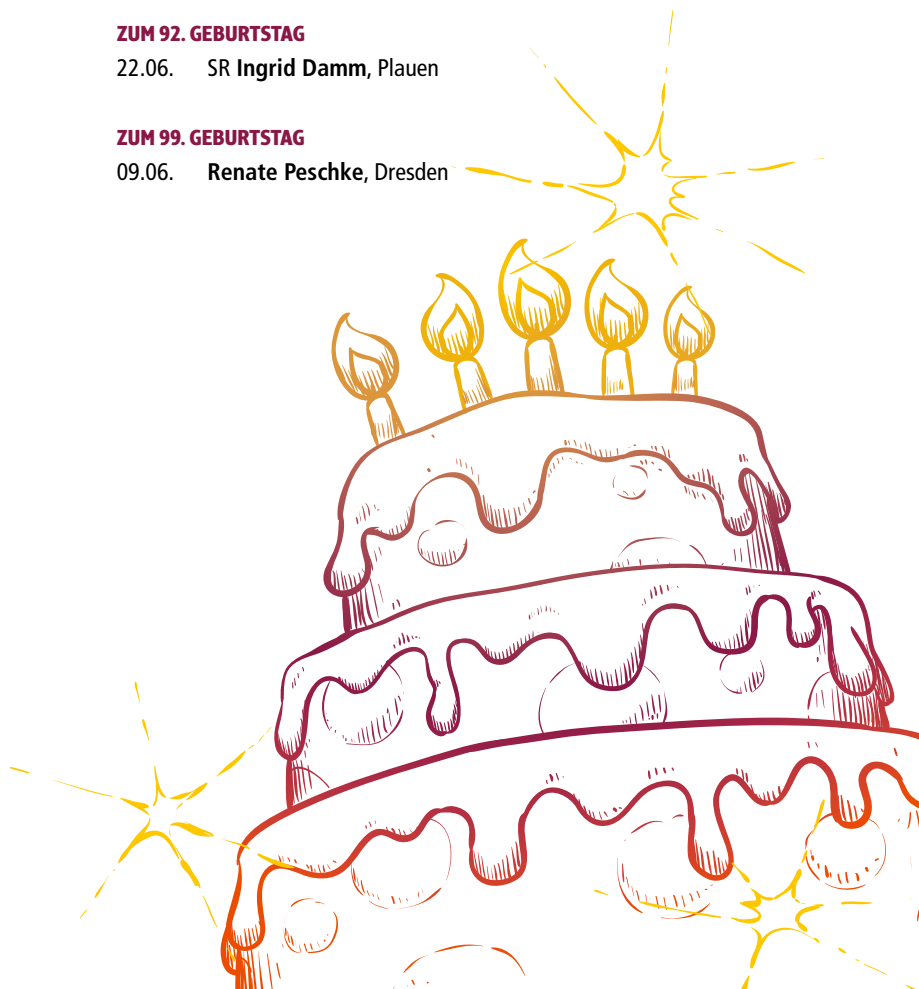 ZUM 92. GEBURTSTAG
22.06. SR Ingrid Damm, Plauen
ZUM 99. GEBURTSTAG
09.06. Renate Peschke, Dresden